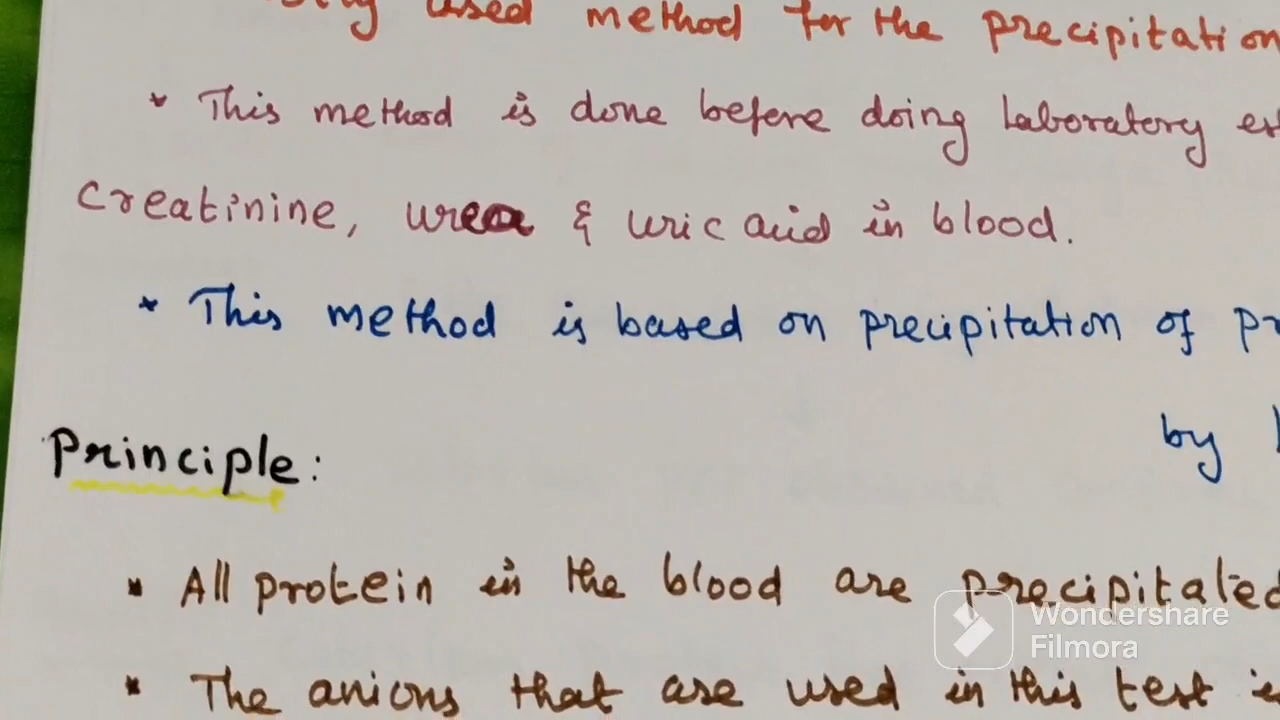 used method for the precipitation
* This method is done before doing Laboratory es
creatinine, urea & uric acid in blood.
* This method is based on precipitation of pr
by
Principle:
* All protein in the blood are precipitated
Wondershare
Filmora
* The anions that are used in this test i